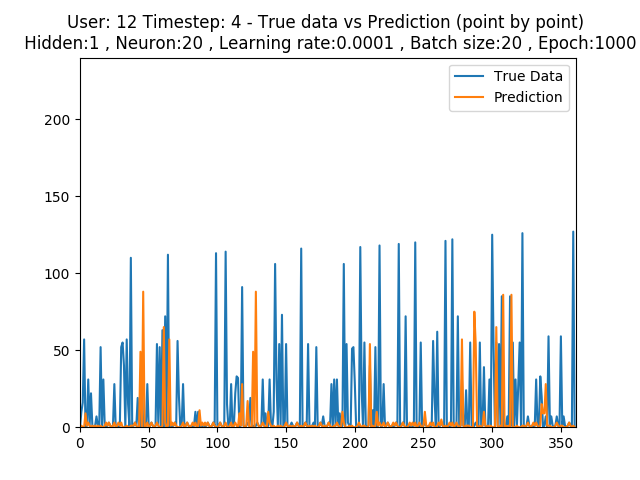 User: 12 Timestep: 4 - True data vs Prediction (point by point)
Hidden:1 , Neuron:20 , Learning rate:0.0001 , Batch size:20 , Epoch:1000
True Data
Prediction
200
150
100
50
0
0 50 100 150 200 250 300 350